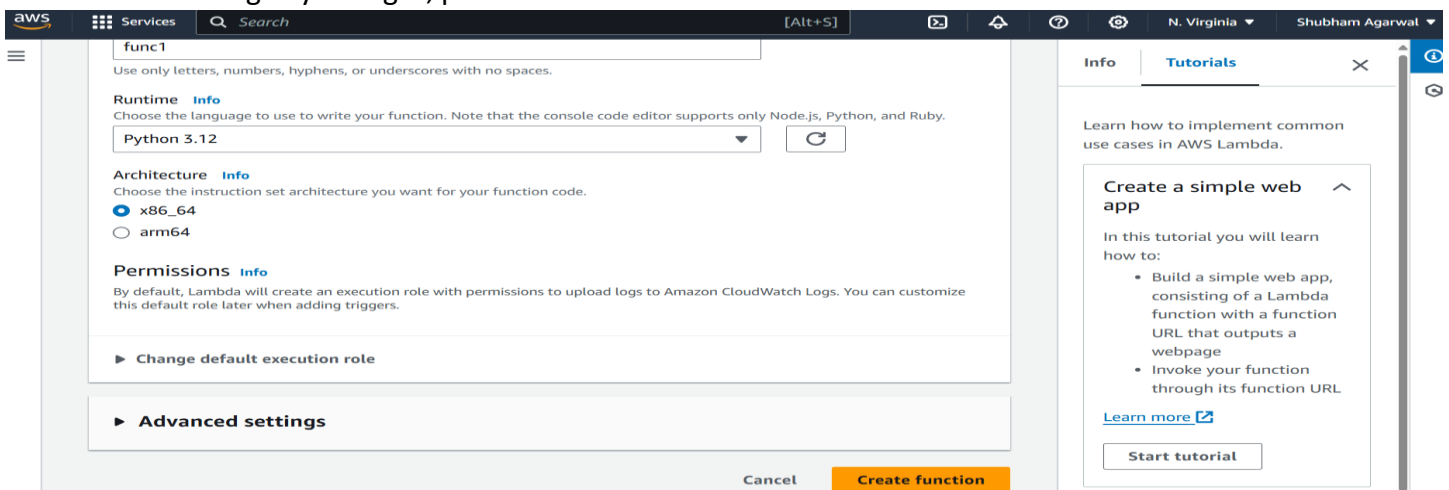 aws
Services
Search
[Alt+S]
N. Virginia
Shubham Agarwal
func1
Use only letters, numbers, hyphens, or underscores with no spaces.
Runtime Info
Choose the language to use to write your function. Note that the console code editor supports only Node.js, Python, and Ruby.
Python 3.12
Architecture Info
Choose the instruction set architecture you want for your function code.
x86_64
arm64
Permissions Info
By default, Lambda will create an execution role with permissions to upload logs to Amazon CloudWatch Logs. You can customize
this default role later when adding triggers.
Change default execution role
Advanced settings
Cancel
Create function
Info
Tutorials
Learn how to implement common
use cases in AWS Lambda.
Create a simple web
app
In this tutorial you will learn
how to:
• Build a simple web app,
consisting of a Lambda
function with a function
URL that outputs a
webpage
• Invoke your function
through its function URL
Learn more
Start tutorial